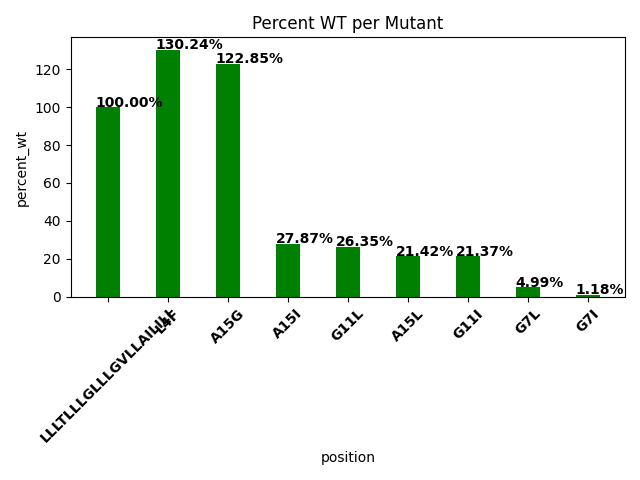 Percent WT per Mutant
percent_wt
120
100
80
60
40
20
0
100.00%
130.24%
122.85%
27.87%
26.35%
21.42%
21.37%
4.99%
1.18%
L4F
A15G
A15I
G11L
A15L
G11I
G7L
G7I
position